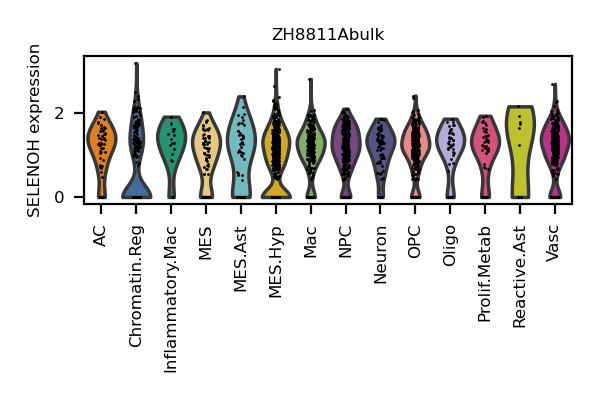 ZH8811Abulk
SELENOH expression
2
0
AC
Chromatin.Reg
Inflammatory.Mac
MES
MES.Ast
MES.Hyp
Mac
NPC
Neuron
OPC
Oligo
Prolif.Metab
Reactive.Ast
Vasc